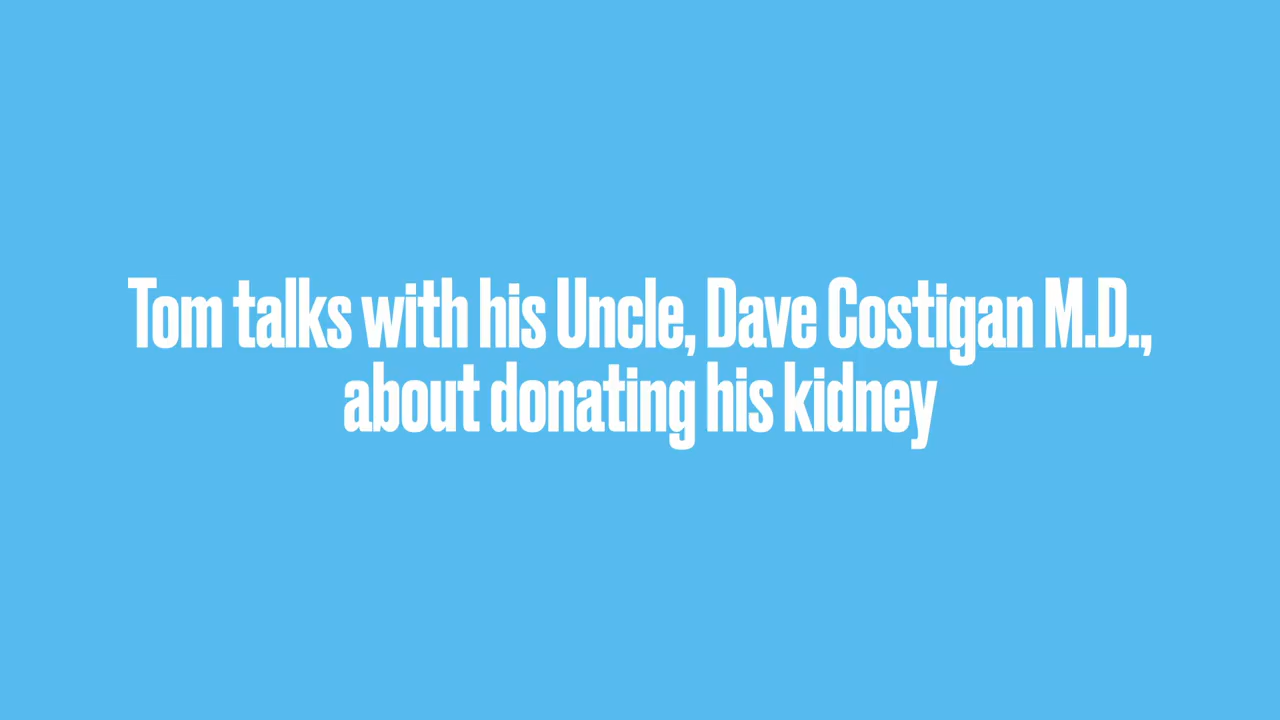 Tom talks with his Uncle, Dave Costigan M.D.,
about donating his kidney